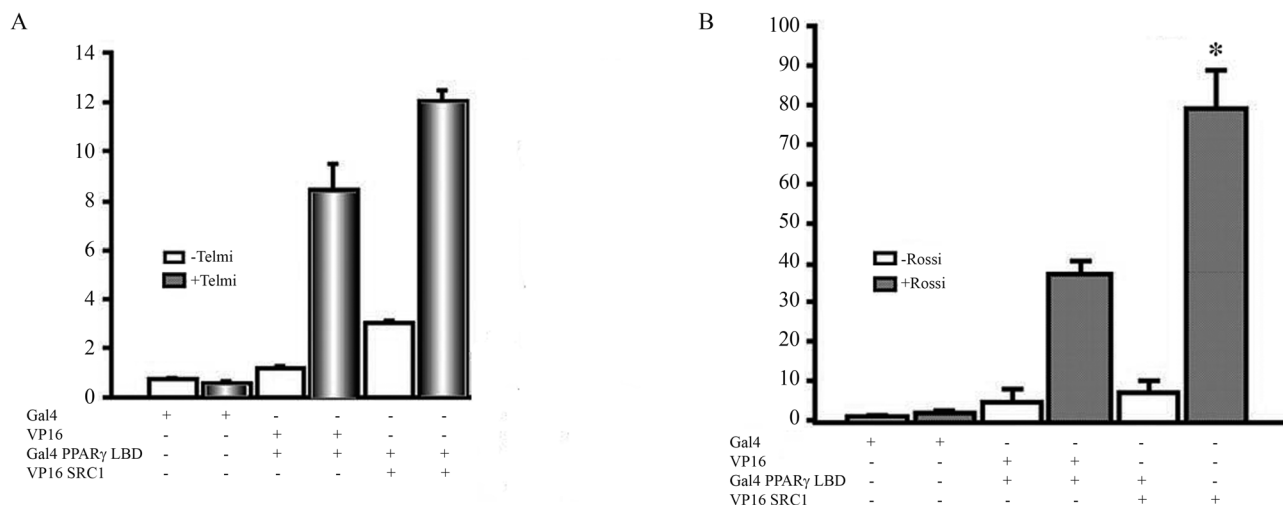 A
14
12
10
8
6
4
2
0
-Telmi
+Telmi
Gal4 + + - - - -
VP16 - - + + - -
Gal4 PPARγ LBD - - + + + +
VP16 SRC1 - - - - + +
B
100
90
80
70
60
50
40
30
20
10
0
*
-Rossi
+Rossi
Gal4 + + - - - -
VP16 - - + + - -
Gal4 PPARγ LBD - - + + + -
VP16 SRC1 - - - - + +